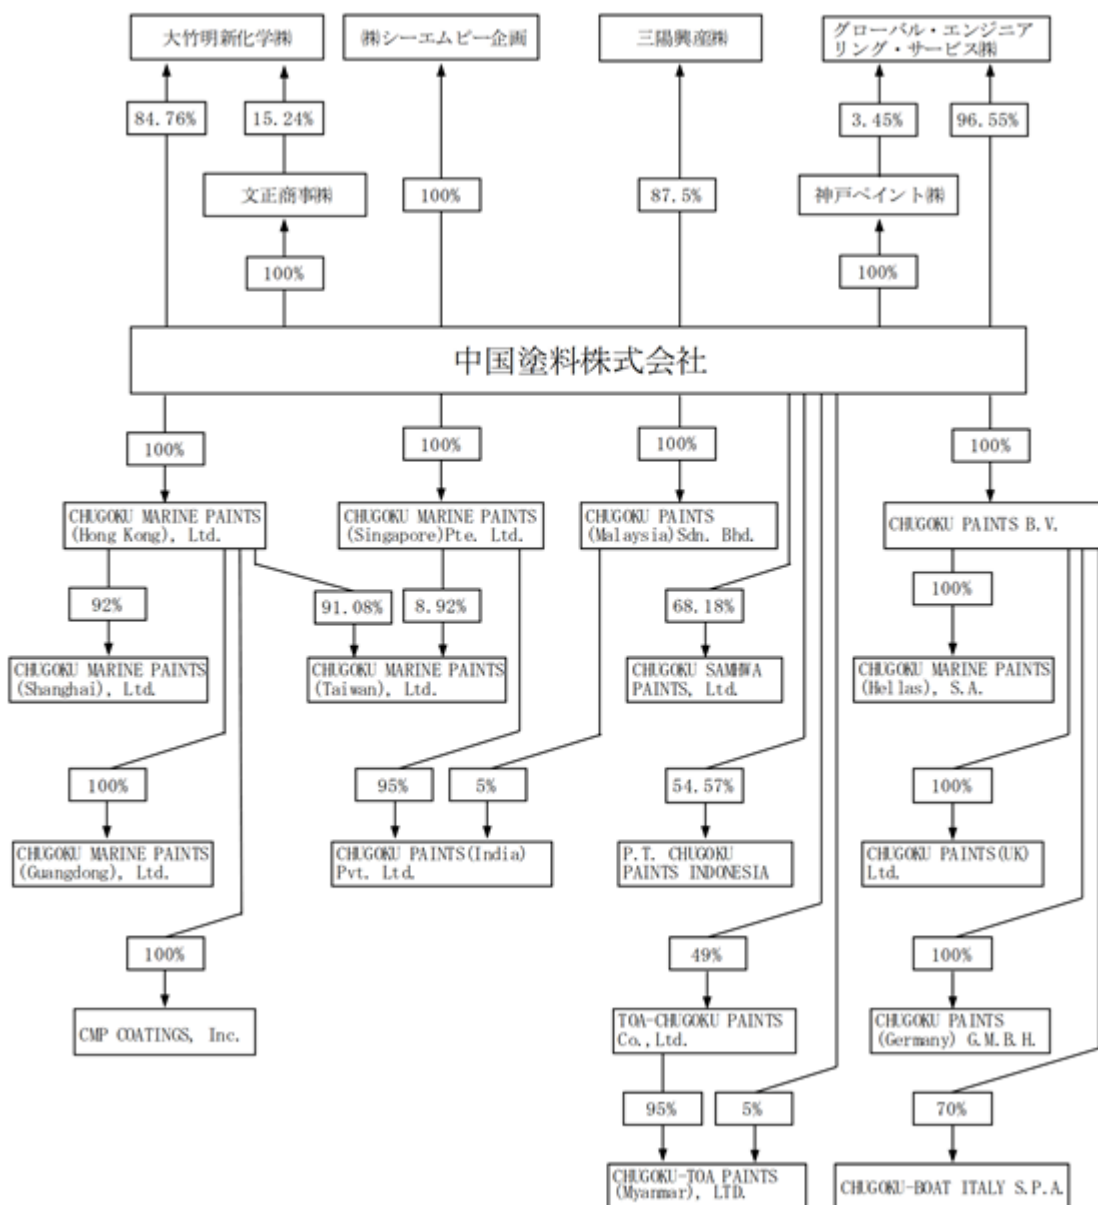 大竹明新化学㈱
㈱シーエムピー企画
三陽興産㈱
グローバル・エンジニア
リング・サービス㈱
84.76%
15.24%
3.45%
96.55%
文正商事㈱
100%
87.5%
神戸ペイント㈱
100%
100%
中国塗料株式会社
100%
100%
100%
100%
CHUGOKU MARINE PAINTS
(Hong Kong), Ltd.
CHUGOKU MARINE PAINTS
(Singapore)Pte. Ltd.
CHUGOKU PAINTS
(Malaysia)Sdn. Bhd.
CHUGOKU PAINTS B.V.
92%
91.08%
8.92%
68.18%
100%
CHUGOKU MARINE PAINTS
(Shanghai), Ltd.
CHUGOKU MARINE PAINTS
(Taiwan), Ltd.
CHUGOKU SAMHWA
PAINTS, Ltd.
CHUGOKU MARINE PAINTS
(Hellas), S.A.
100%
95%
5%
54.57%
100%
CHUGOKU MARINE PAINTS
(Guangdong), Ltd.
CHUGOKU PAINTS(India)
Pvt. Ltd.
P.T. CHUGOKU
PAINTS INDONESIA
CHUGOKU PAINTS(UK)
Ltd.
100%
49%
100%
CMP COATINGS, Inc.
TOA-CHUGOKU PAINTS
Co.,Ltd.
CHUGOKU PAINTS
(Germany) G.M.B.H.
95%
5%
70%
CHUGOKU-TOA PAINTS
(Myanmar), LTD.
CHUGOKU-BOAT ITALY S.P.A.